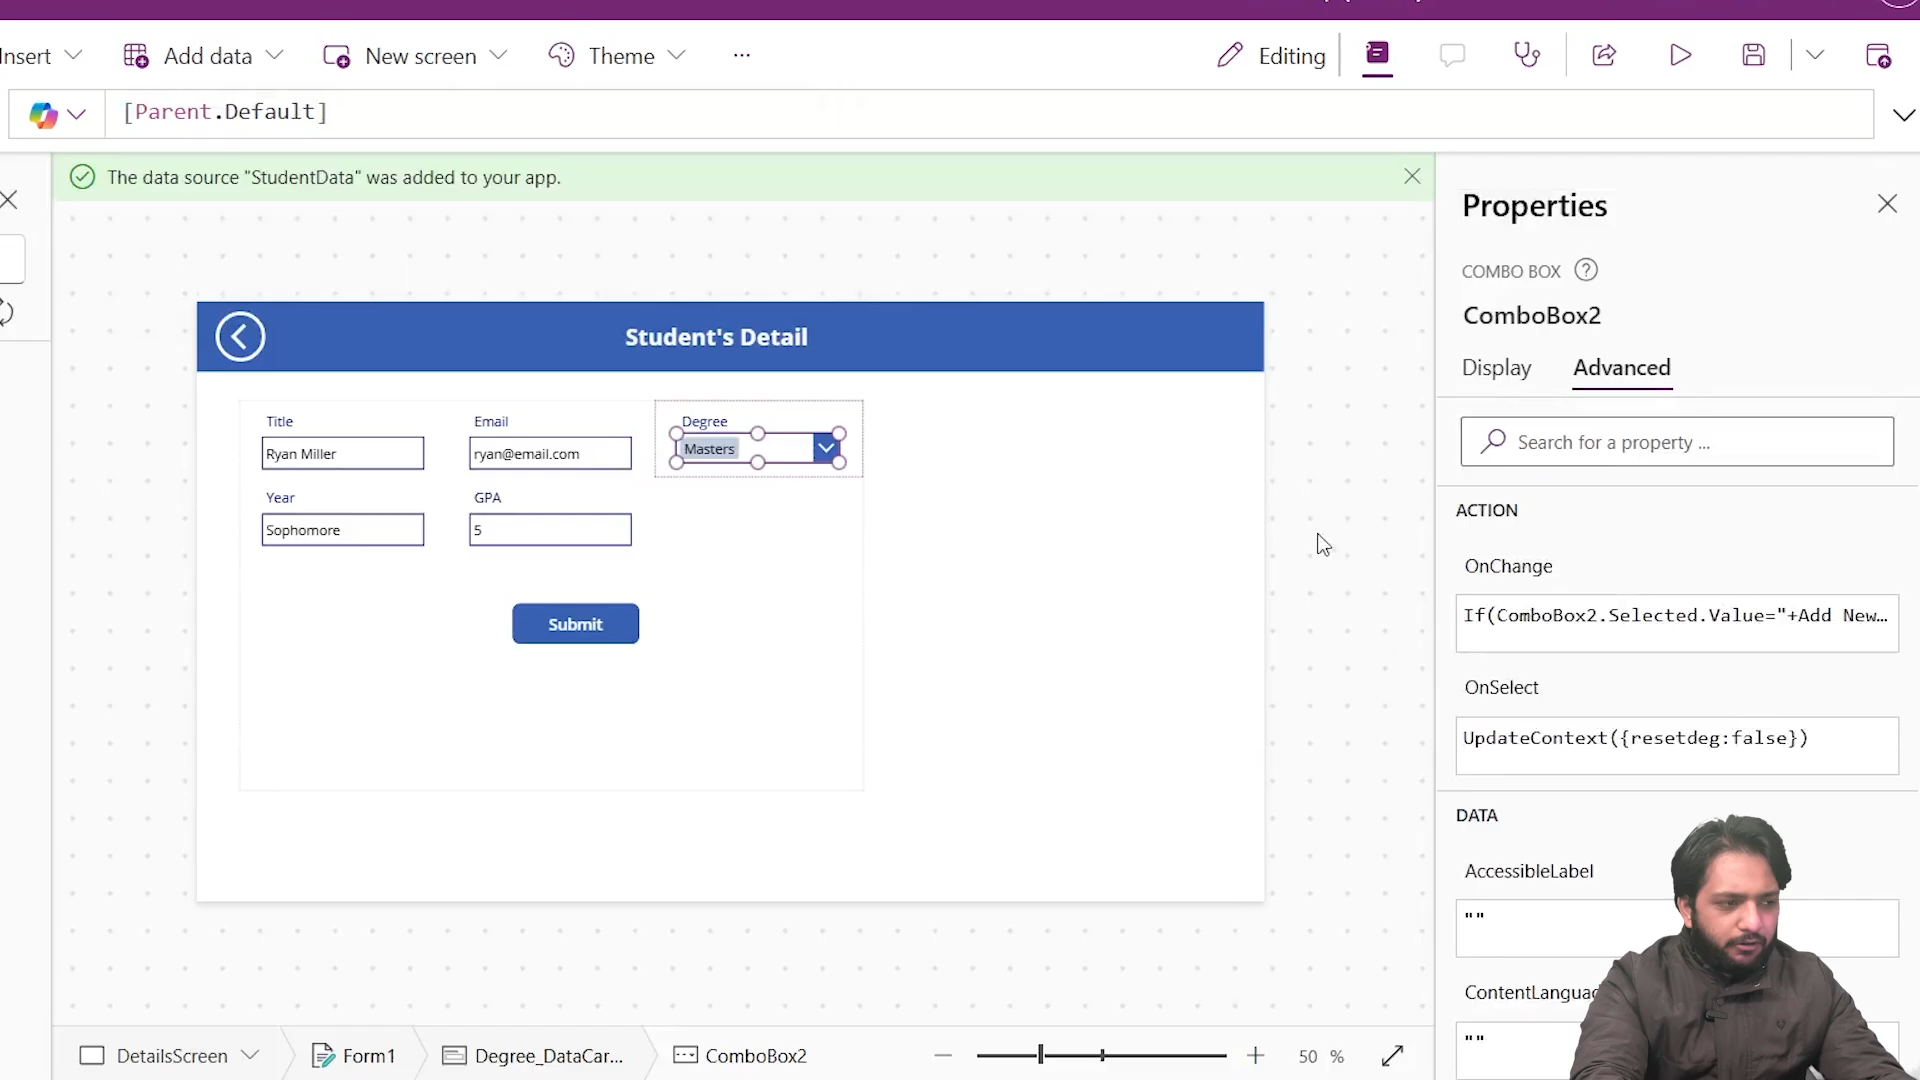 Insert
Add data
New screen
Theme
...
Editing
[Parent.Default]
The data source "StudentData" was added to your app.
Properties
COMBO BOX
ComboBox2
Display
Advanced
Search for a property ...
Student's Detail
Title
Email
Degree
Ryan Miller
ryan@email.com
Masters
Year
GPA
Sophomore
5
Submit
ACTION
OnChange
If(ComboBox2.Selected.Value="+Add New…
OnSelect
UpdateContext({resetdeg:false})
DATA
AccessibleLabel
""
ContentLanguag
""
DetailsScreen
Form1
Degree_DataCar...
ComboBox2
50 %